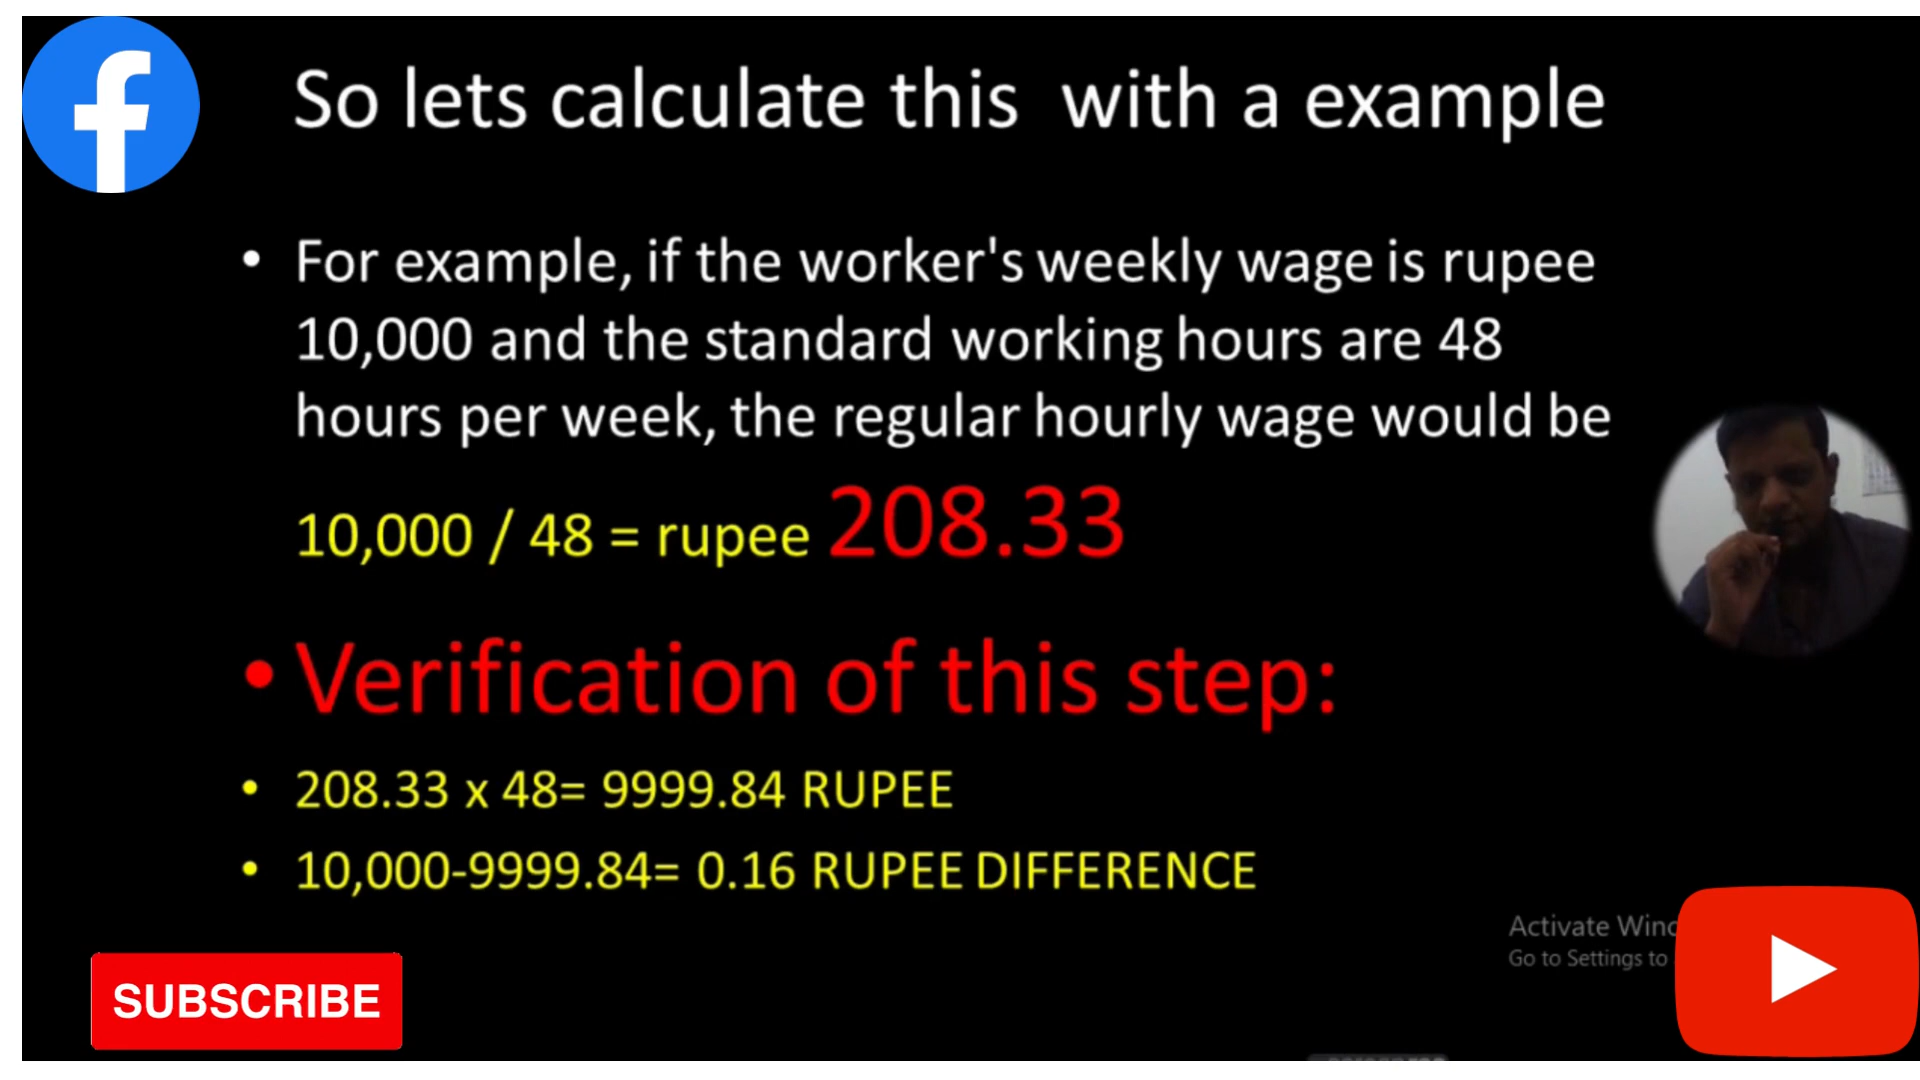 So lets calculate this with a example
• For example, if the worker's weekly wage is rupee
10,000 and the standard working hours are 48
hours per week, the regular hourly wage would be
10,000 / 48 = rupee 208.33
• Verification of this step:
• 208.33 x 48= 9999.84 RUPEE
• 10,000-9999.84= 0.16 RUPEE DIFFERENCE
Activate
Go to Settings to
SUBSCRIBE